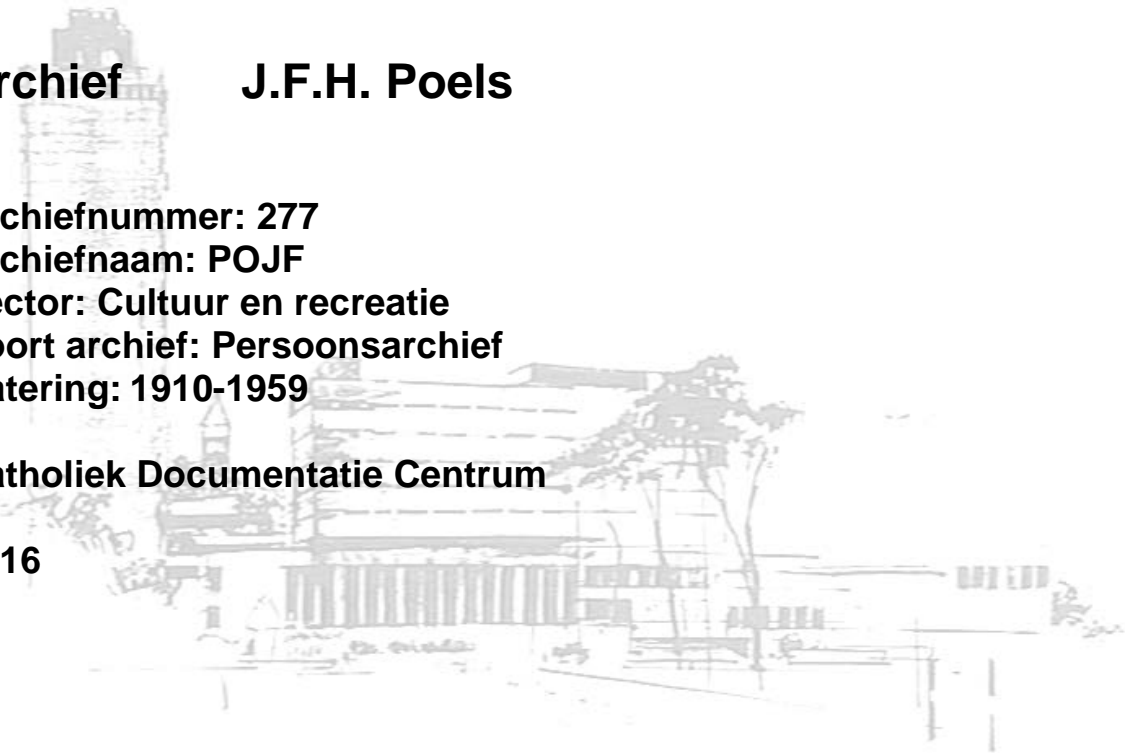 rchief J.F.H. Poels
chiefnummer: 277
chiefnaam: POJF
ector: Cultuur en recreatie
oort archief: Persoonsarchief
atering: 1910-1959
atholiek Documentatie Centrum
16